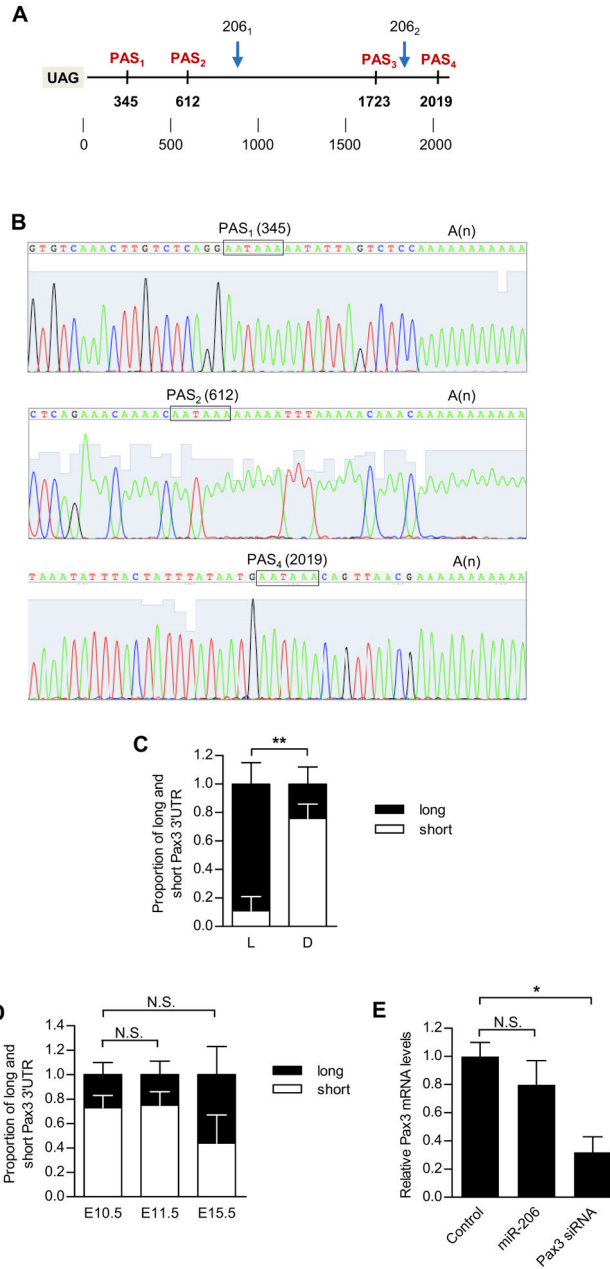 A
206₁ 206₂
PAS₁ PAS₂ PAS₃ PAS₄
UAG
345 612 1723 2019
0 500 1000 1500 2000
B
PAS₁ (345) A(n)
GTGTCAAACTTGTCTCAGGAATAAAAATATTAGTCTCCAAAAAAAAAAA
PAS₂ (612) A(n)
CTCAGAAACAAAACAATAAAAAAAATTTAAAAACAAACAAAAAAAAAAA
PAS₄ (2019) A(n)
TAAATATTTACTATTTATAATGAATAAACAGTTAACGAAAAAAAAAAA
C
**
Proportion of long and
short Pax3 3'UTR
1.2
1.0
0.8
0.6
0.4
0.2
0.0
L D
long
short
N.S.
N.S.
Proportion of long and
short Pax3 3'UTR
1.4
1.2
1.0
0.8
0.6
0.4
0.2
0.0
E10.5 E11.5 E15.5
long
short
E
*
N.S.
Relative Pax3 mRNA levels
1.2
1.0
0.8
0.6
0.4
0.2
0.0
Control
miR-206
Pax3 siRNA